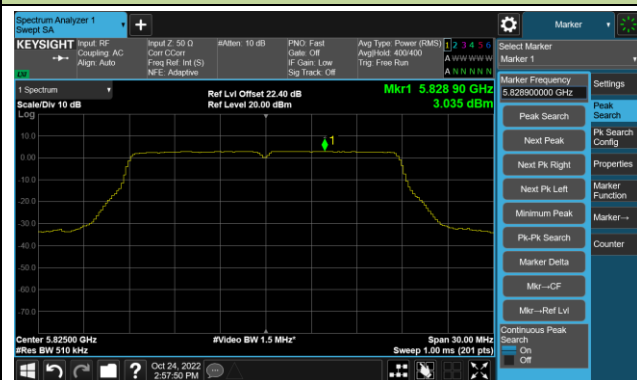 Spectrum Analyzer 1
Swept SA
+
Marker
KEYSIGHT
Input: RF
Coupling: AC
Align: Auto
Input Z: 50 Ω
Corr CCorr
Freq Ref: Int (S)
NFE: Adaptive
#Atten: 10 dB
PNO: Fast
Gate: Off
IF Gain: Low
Sig Track: Off
Avg Type: Power (RMS)
Avg|Hold: 400/400
Trig: Free Run
1 2 3 4 5 6
A W W W W W
A N N N N N
LXI
Select Marker
Marker 1
1 Spectrum
Scale/Div 10 dB
Log
Ref Lvl Offset 22.40 dB
Ref Level 20.00 dBm
Mkr1 5.828 90 GHz
3.035 dBm
10.0
0.00
-10.0
-20.0
-30.0
-40.0
-50.0
-60.0
-70.0
1
Center 5.82500 GHz
#Res BW 510 kHz
#Video BW 1.5 MHz*
Span 30.00 MHz
Sweep 1.00 ms (201 pts)
Marker Frequency
5.828900000 GHz
Peak Search
Next Peak
Next Pk Right
Next Pk Left
Minimum Peak
Pk-Pk Search
Marker Delta
Mkr→CF
Mkr→Ref Lvl
Continuous Peak
Search
On
Off
Settings
Peak
Search
Pk Search
Config
Properties
Marker
Function
Marker→
Counter
?
Oct 24, 2022
2:57:50 PM